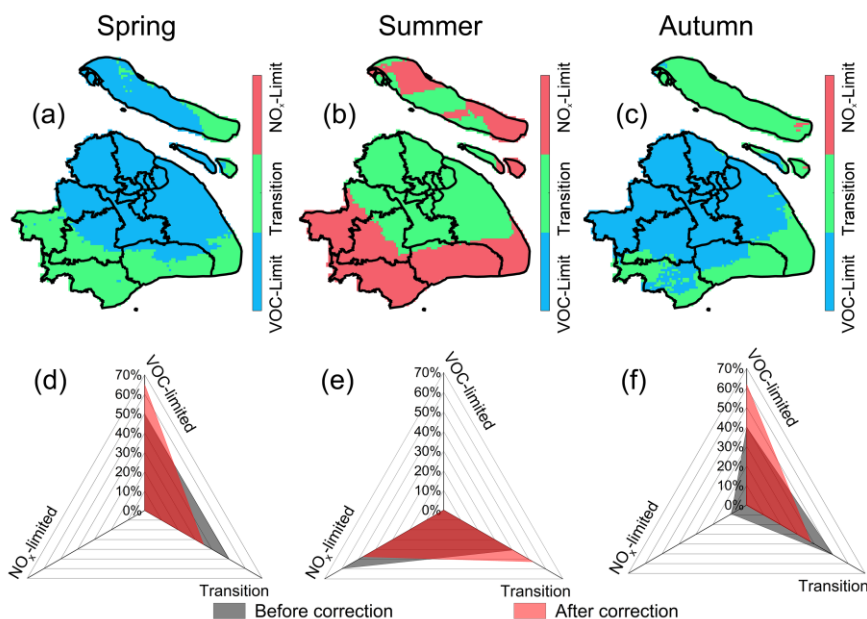 Spring
Summer
Autumn
(a)
VOC-Limit Transition NOx-Limit
(b)
VOC-Limit Transition NOx-Limit
(c)
VOC-Limit Transition NOx-Limit
(d)
VOC-limited
70%
60%
50%
40%
30%
20%
10%
0%
NOx-limited
Transition
(e)
VOC-limited
70%
60%
50%
40%
30%
20%
10%
0%
NOx-limited
Transition
(f)
VOC-limited
70%
60%
50%
40%
30%
20%
10%
0%
NOx-limited
Transition
Before correction
After correction